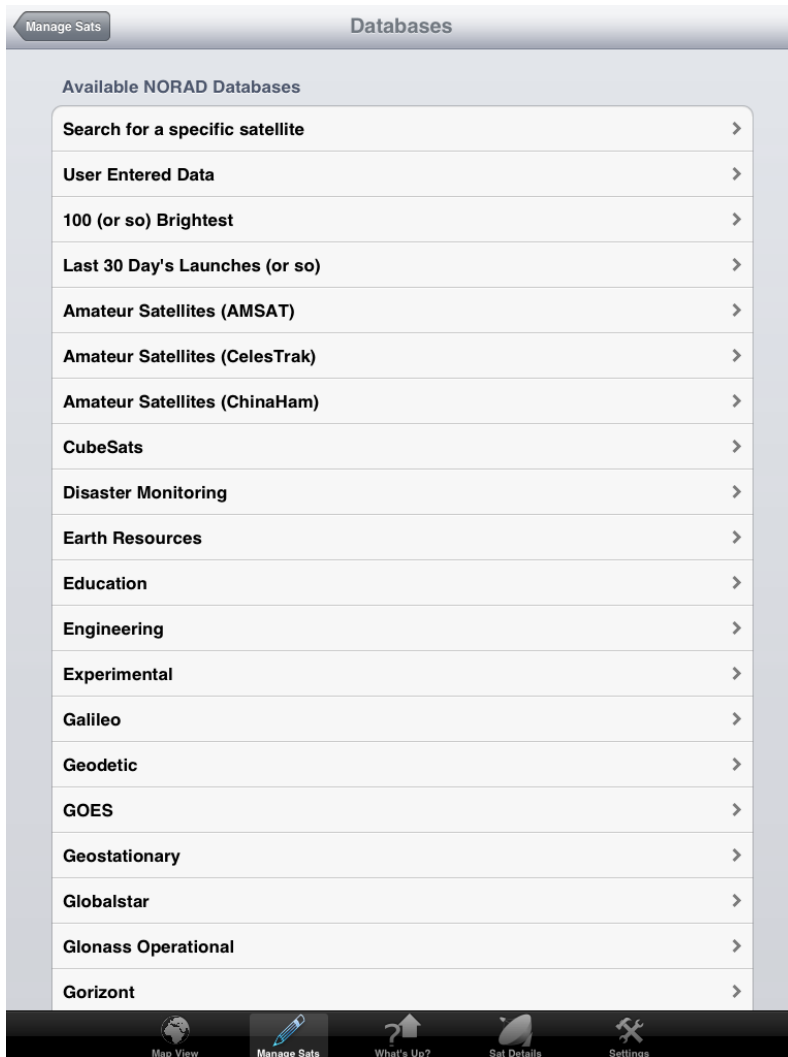 Manage Sats
Databases
Available NORAD Databases
Search for a specific satellite
User Entered Data
100 (or so) Brightest
Last 30 Day's Launches (or so)
Amateur Satellites (AMSAT)
Amateur Satellites (CelesTrak)
Amateur Satellites (ChinaHam)
CubeSats
Disaster Monitoring
Earth Resources
Education
Engineering
Experimental
Galileo
Geodetic
GOES
Geostationary
Globalstar
Glonass Operational
Gorizont
Map View
Manage Sats
What's Up?
Sat Details
Settings